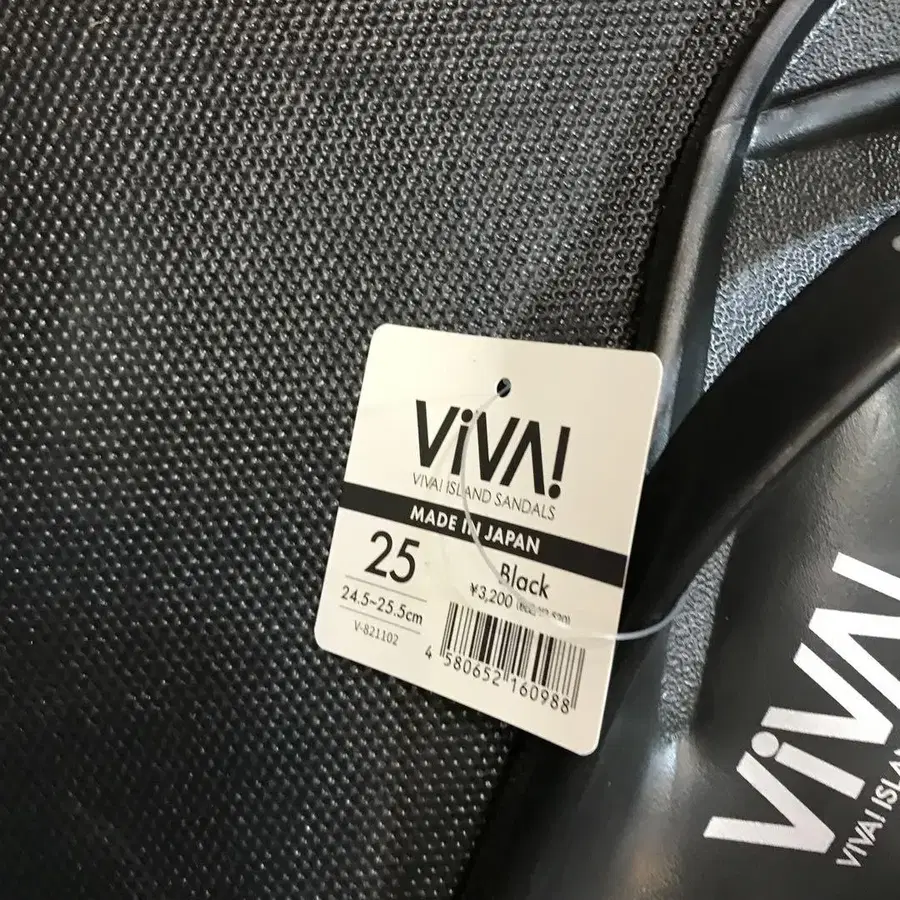 ViVA!
VIVA! ISLAND SANDALS
MADE IN JAPAN
25
Black
24.5~25.5cm
¥3,200
V-821102
4 580652 160988
ViVA!
VIVA! ISLA